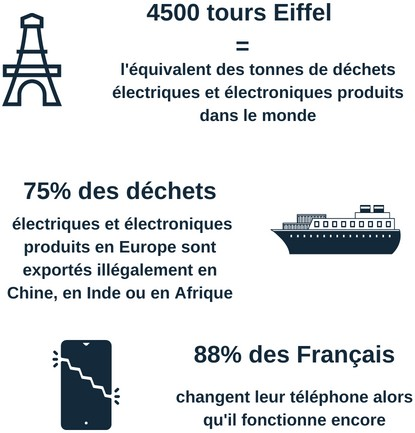 4500 tours Eiffel
=
l'équivalent des tonnes de déchets
électriques et électroniques produits
dans le monde
75% des déchets
électriques et électroniques
produits en Europe sont
exportés illégalement en
Chine, en Inde ou en Afrique
88% des Français
changent leur téléphone alors
qu'il fonctionne encore